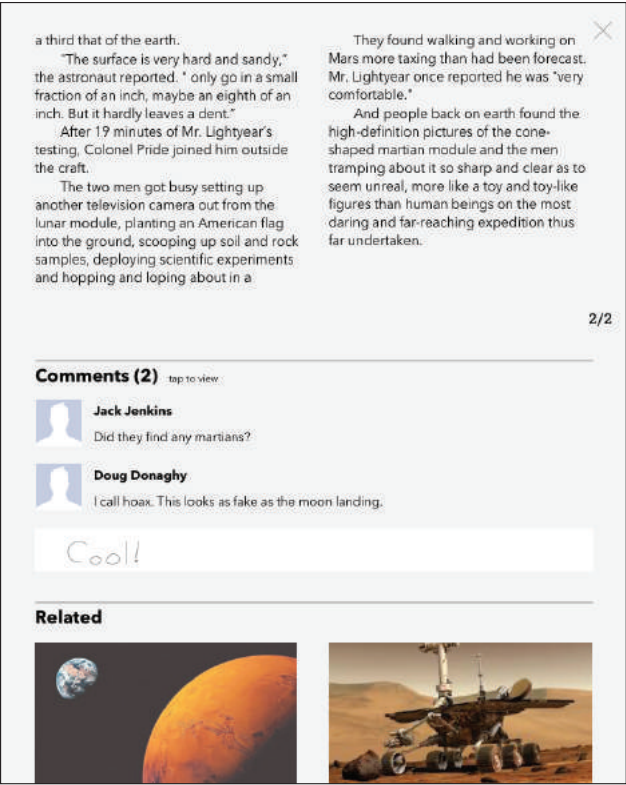 a third that of the earth.
"The surface is very hard and sandy,"
the astronaut reported. " only go in a small
fraction of an inch, maybe an eighth of an
inch. But it hardly leaves a dent."
After 19 minutes of Mr. Lightyear's
testing, Colonel Pride joined him outside
the craft.
The two men got busy setting up
another television camera out from the
lunar module, planting an American flag
into the ground, scooping up soil and rock
samples, deploying scientific experiments
and hopping and loping about in a
They found walking and working on
Mars more taxing than had been forecast.
Mr. Lightyear once reported he was "very
comfortable."
And people back on earth found the
high-definition pictures of the cone-
shaped martian module and the men
tramping about it so sharp and clear as to
seem unreal, more like a toy and toy-like
figures than human beings on the most
daring and far-reaching expedition thus
far undertaken.
2/2
Comments (2) tap to view
Jack Jenkins
Did they find any martians?
Doug Donaghy
I call hoax. This looks as fake as the moon landing.
Cool!
Related